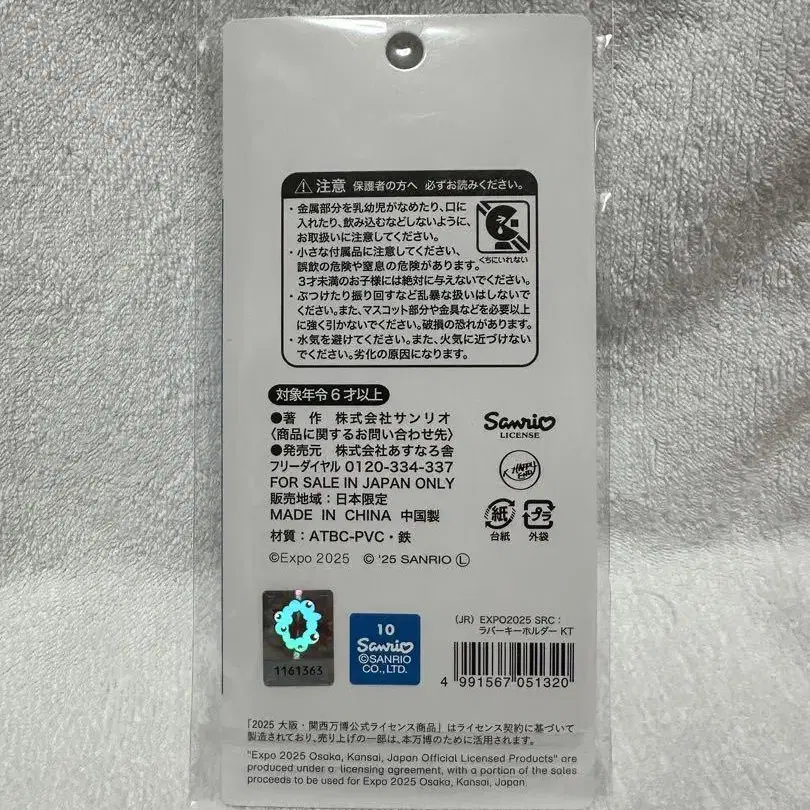 ⚠注意 保護者の方へ 必ずお読みください。
・金属部分を乳幼児がなめたり、口に
入れたり、飲み込むなどしないように、
お取扱いに注意してください。
くちにいれない
・小さな付属品に注意してください、
誤飲の危険や窒息の危険があります。
3才未満のお子様には絶対に与えないでください。
・ぶつけたり振り回すなど乱暴な扱いはしないで
ください。また、マスコット部分や金具などを必要以上
に強く引かないでください。破損の恐れがあります。
・水気を避けてください。また、火気に近づけない
でください。劣化の原因になります。
対象年令6才以上
●著 作 株式会社サンリオ
〈商品に関するお問い合わせ先〉
●発売元 株式会社あすなろ舎
フリーダイヤル 0120-334-337
FOR SALE IN JAPAN ONLY
販売地域：日本限定
MADE IN CHINA 中国製
材質：ATBC-PVC・鉄
©Expo 2025 © '25 SANRIO Ⓛ
Sanrio
LICENSE
HAPPY
END
紙
台紙
プラ
外袋
1161363
10
Sanrio
©SANRIO
CO., LTD.
(JR) EXPO2025 SRC：
ラバーキーホルダー KT
4 991567 051320
「2025 大阪・関西万博公式ライセンス商品」はライセンス契約に基づいて
製造されており、売り上げの一部は、本万博のために活用されます。
"Expo 2025 Osaka, Kansai, Japan Official Licensed Products" are
produced under a licensing agreement, with a portion of the sales
proceeds to be used for Expo 2025 Osaka, Kansai, Japan.